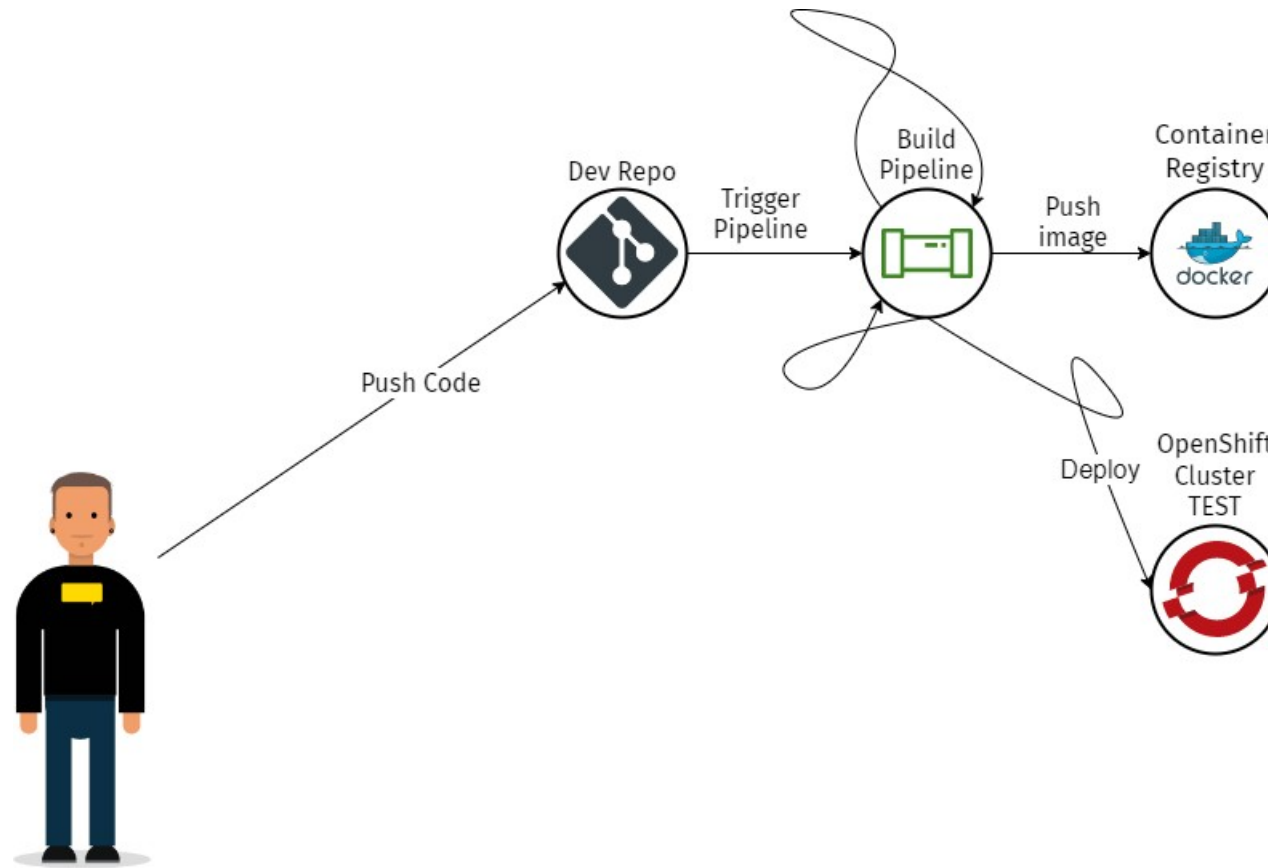 Dev Repo
Trigger
Pipeline
Build
Pipeline
Push
image
Container
Registry
docker
Push Code
Deploy
OpenShift
Cluster
TEST